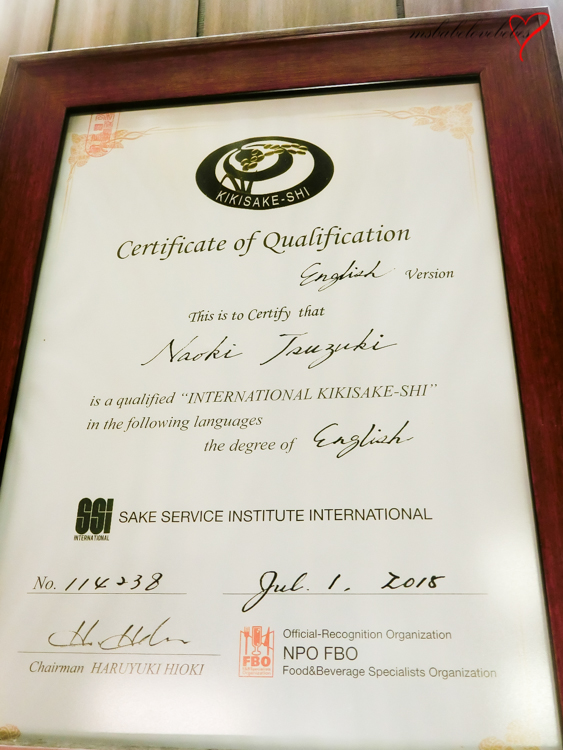 msbabelovebelos
KIKISAKE-SHI
Certificate of Qualification
English Version
This is to Certify that
Naoki Tsuzuki
is a qualified “INTERNATIONAL KIKISAKE-SHI”
in the following languages
the degree of English
SSI INTERNATIONAL SAKE SERVICE INSTITUTE INTERNATIONAL
No. 114238 Jul. 1. 2018
Chairman HARUYUKI HIOKI
FBO
Official-Recognition Organization
NPO FBO
Food&Beverage Specialists Organization